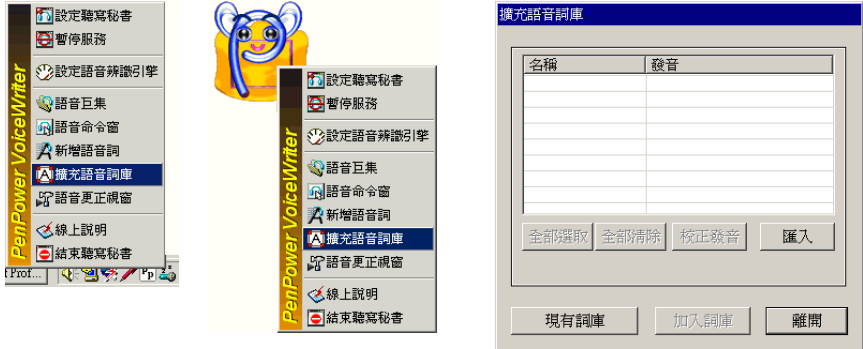 設定聽寫秘書
暫停服務
設定語音辨識引擎
語音巨集
語音命令窗
新增語音詞
擴充語音詞庫
語音更正視窗
線上說明
結束聽寫秘書
PenPower VoiceWriter
Prof...
Pp
設定聽寫秘書
暫停服務
設定語音辨識引擎
語音巨集
語音命令窗
新增語音詞
擴充語音詞庫
語音更正視窗
線上說明
結束聽寫秘書
PenPower VoiceWriter
擴充語音詞庫
名稱 發音
全部選取 全部清除 校正發音 匯入
現有詞庫 加入詞庫 離開